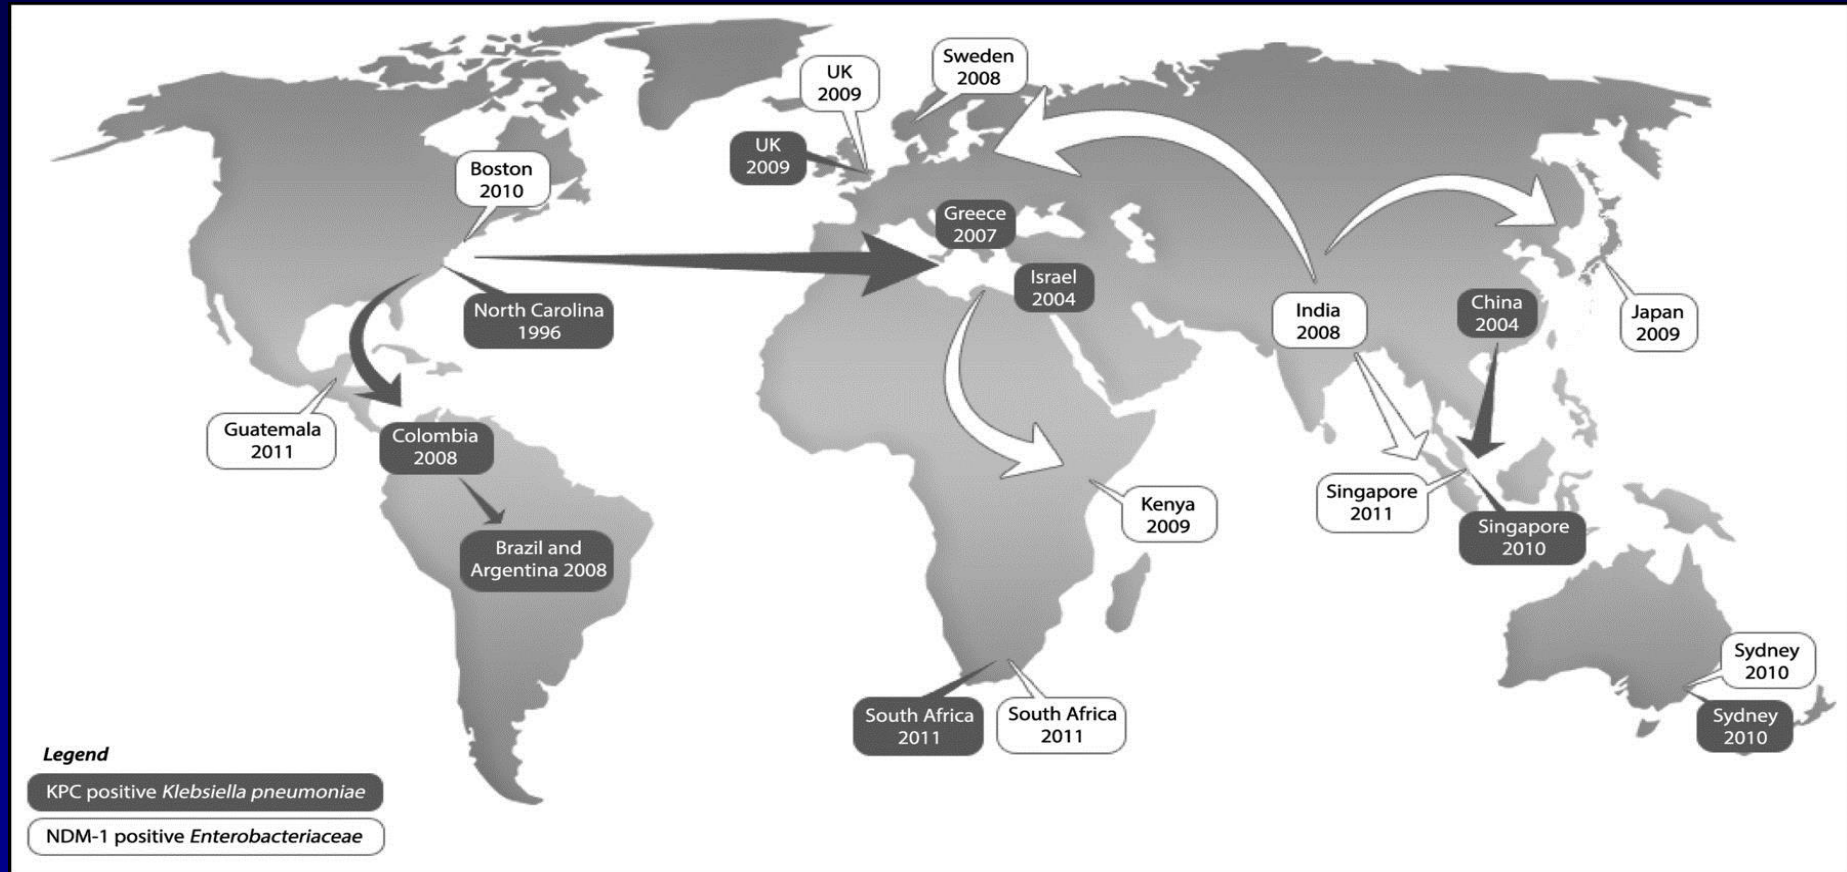 Sweden
2008
UK
2009
UK
2009
Boston
2010
Greece
2007
Israel
2004
North Carolina
1996
India
2008
China
2004
Japan
2009
Guatemala
2011
Colombia
2008
Kenya
2009
Singapore
2011
Singapore
2010
Brazil and
Argentina 2008
Sydney
2010
Sydney
2010
South Africa
2011
South Africa
2011
Legend
KPC positive Klebsiella pneumoniae
NDM-1 positive Enterobacteriaceae